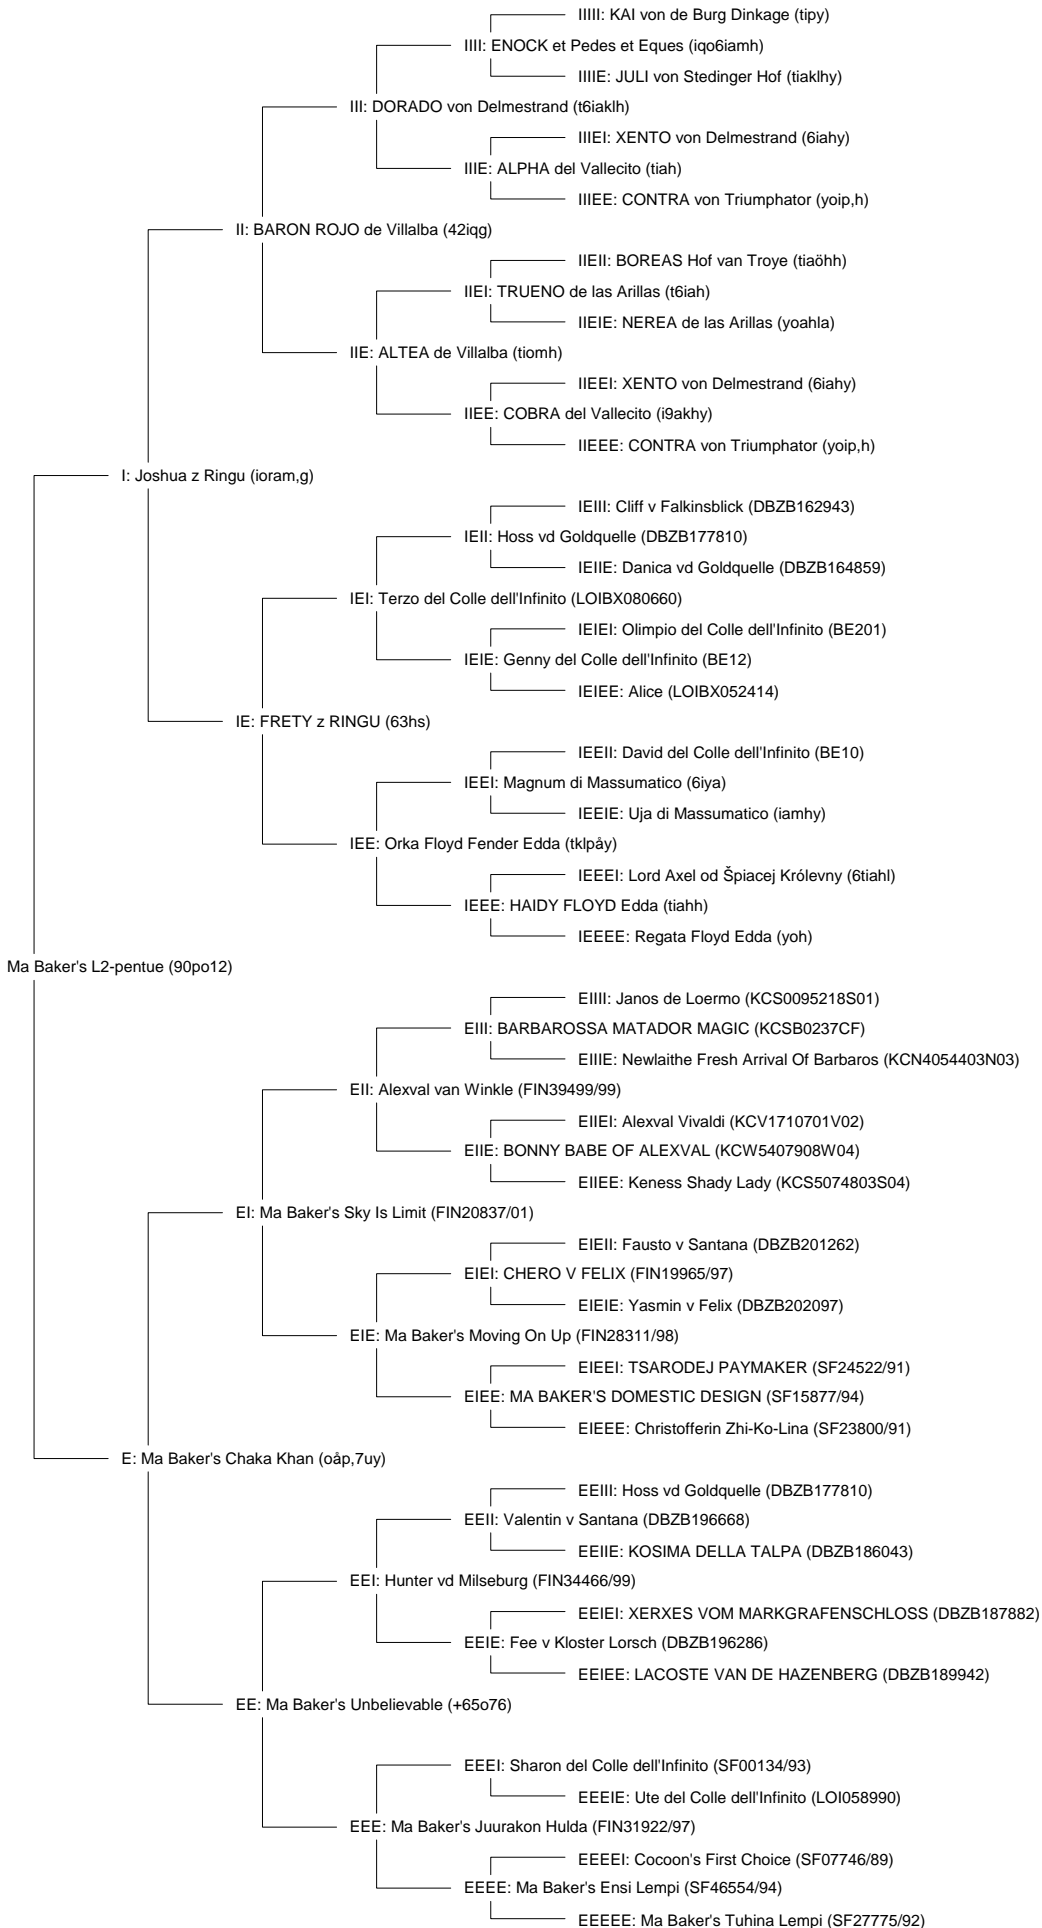 IIIII: KAI von de Burg Dinkage (tipy)
IIII: ENOCK et Pedes et Eques (iqo6iamh)
IIIIE: JULI von Stedinger Hof (tiaklhy)
III: DORADO von Delmestrand (t6iaklh)
IIIEI: XENTO von Delmestrand (6iahy)
IIIE: ALPHA del Vallecito (tiah)
IIIEE: CONTRA von Triumphator (yoip,h)
II: BARON ROJO de Villalba (42iqg)
IIEII: BOREAS Hof van Troye (tiaöhh)
IIEI: TRUENO de las Arillas (t6iah)
IIEIE: NEREA de las Arillas (yoahla)
IIE: ALTEA de Villalba (tiomh)
IIEEI: XENTO von Delmestrand (6iahy)
IIEE: COBRA del Vallecito (i9akhy)
IIEEE: CONTRA von Triumphator (yoip,h)
I: Joshua z Ringu (ioram,g)
IEIII: Cliff v Falkinsblick (DBZB162943)
IEII: Hoss vd Goldquelle (DBZB177810)
IEIIE: Danica vd Goldquelle (DBZB164859)
IEI: Terzo del Colle dell'Infinito (LOIBX080660)
IEIEI: Olimpio del Colle dell'Infinito (BE201)
IEIE: Genny del Colle dell'Infinito (BE12)
IEIEE: Alice (LOIBX052414)
IE: FRETY z RINGU (63hs)
IEEII: David del Colle dell'Infinito (BE10)
IEEI: Magnum di Massumatico (6iya)
IEEIE: Uja di Massumatico (iamhy)
IEE: Orka Floyd Fender Edda (tklpåy)
IEEEI: Lord Axel od Špiacej Królevny (6tiahl)
IEEE: HAIDY FLOYD Edda (tiahh)
IEEEE: Regata Floyd Edda (yoh)
Ma Baker's L2-pentue (90po12)
EIIII: Janos de Loermo (KCS0095218S01)
EIII: BARBAROSSA MATADOR MAGIC (KCSB0237CF)
EIIIE: Newlaithe Fresh Arrival Of Barbaros (KCN4054403N03)
EII: Alexval van Winkle (FIN39499/99)
EIIEI: Alexval Vivaldi (KCV1710701V02)
EIIE: BONNY BABE OF ALEXVAL (KCW5407908W04)
EIIEE: Keness Shady Lady (KCS5074803S04)
EI: Ma Baker's Sky Is Limit (FIN20837/01)
EIEII: Fausto v Santana (DBZB201262)
EIEI: CHERO V FELIX (FIN19965/97)
EIEIE: Yasmin v Felix (DBZB202097)
EIE: Ma Baker's Moving On Up (FIN28311/98)
EIEEI: TSARODEJ PAYMAKER (SF24522/91)
EIEE: MA BAKER'S DOMESTIC DESIGN (SF15877/94)
EIEEE: Christofferin Zhi-Ko-Lina (SF23800/91)
E: Ma Baker's Chaka Khan (oåp,7uy)
EEIII: Hoss vd Goldquelle (DBZB177810)
EEII: Valentin v Santana (DBZB196668)
EEIIE: KOSIMA DELLA TALPA (DBZB186043)
EEI: Hunter vd Milseburg (FIN34466/99)
EEIEI: XERXES VOM MARKGRAFENSCHLOSS (DBZB187882)
EEIE: Fee v Kloster Lorsch (DBZB196286)
EEIEE: LACOSTE VAN DE HAZENBERG (DBZB189942)
EE: Ma Baker's Unbelievable (+65o76)
EEEI: Sharon del Colle dell'Infinito (SF00134/93)
EEEIE: Ute del Colle dell'Infinito (LOI058990)
EEE: Ma Baker's Juurakon Hulda (FIN31922/97)
EEEEI: Cocoon's First Choice (SF07746/89)
EEEE: Ma Baker's Ensi Lempi (SF46554/94)
EEEEE: Ma Baker's Tuhina Lempi (SF27775/92)